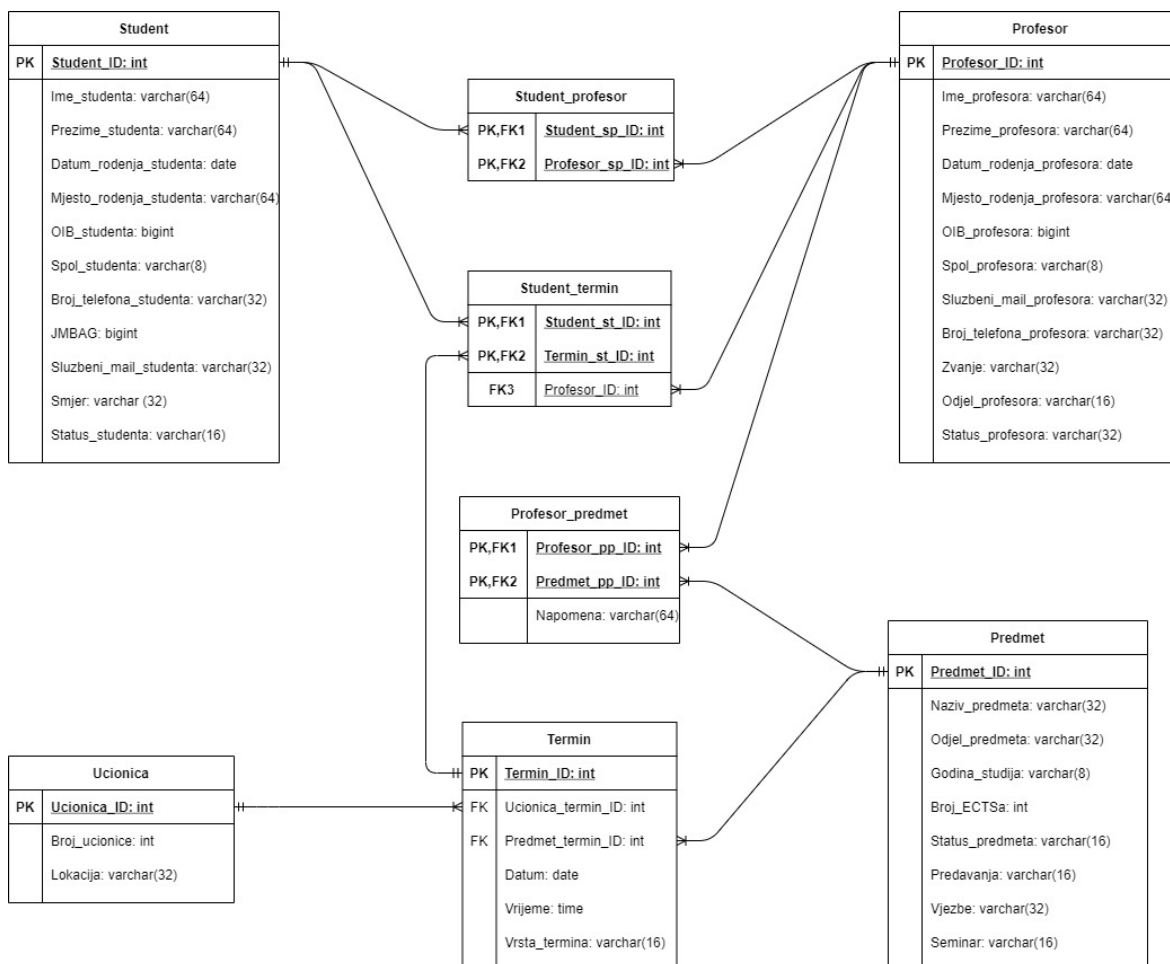 Student
PK Student_ID: int
Ime_studenta: varchar(64)
Prezime_studenta: varchar(64)
Datum_rodenja_studenta: date
Mjesto_rodenja_studenta: varchar(64)
OIB_studenta: bigint
Spol_studenta: varchar(8)
Broj_telefona_studenta: varchar(32)
JMBAG: bigint
Sluzbeni_mail_studenta: varchar(32)
Smjer: varchar (32)
Status_studenta: varchar(16)
Student_profesor
PK,FK1 Student_sp_ID: int
PK,FK2 Profesor_sp_ID: int
Profesor
PK Profesor_ID: int
Ime_profesora: varchar(64)
Prezime_profesora: varchar(64)
Datum_rodenja_profesora: date
Mjesto_rodenja_profesora: varchar(64
OIB_profesora: bigint
Spol_profesora: varchar(8)
Sluzbeni_mail_profesora: varchar(32)
Broj_telefona_profesora: varchar(32)
Zvanje: varchar(32)
Odjel_profesora: varchar(16)
Status_profesora: varchar(32)
Student_termin
PK,FK1 Student_st_ID: int
PK,FK2 Termin_st_ID: int
FK3 Profesor_ID: int
Profesor_predmet
PK,FK1 Profesor_pp_ID: int
PK,FK2 Predmet_pp_ID: int
Napomena: varchar(64)
Predmet
PK Predmet_ID: int
Naziv_predmeta: varchar(32)
Odjel_predmeta: varchar(32)
Godina_studija: varchar(8)
Broj_ECTSa: int
Status_predmeta: varchar(16)
Predavanja: varchar(16)
Vjezbe: varchar(32)
Seminar: varchar(16)
Ucionica
PK Ucionica_ID: int
Broj_ucionice: int
Lokacija: varchar(32)
Termin
PK Termin_ID: int
FK Ucionica_termin_ID: int
FK Predmet_termin_ID: int
Datum: date
Vrijeme: time
Vrsta_termina: varchar(16)